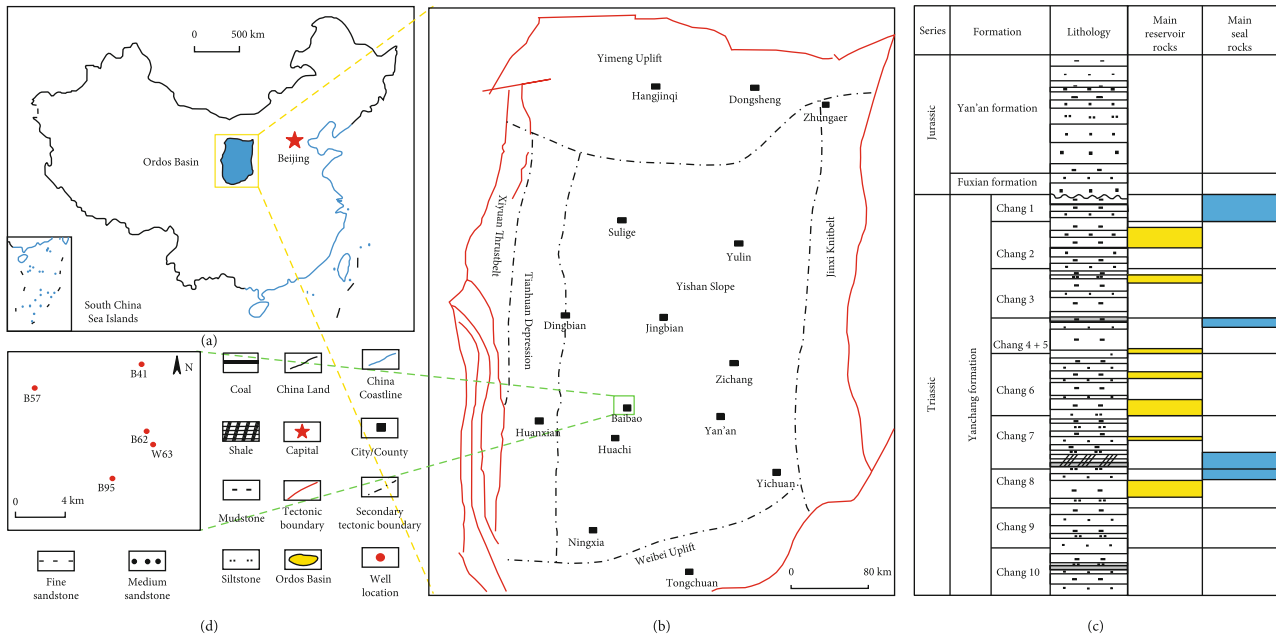 0
500 km
Ordos Basin
Beijing
South China
Sea Islands
(a)
B41
N
B57
B62
W63
B95
0
4 km
Coal
China Land
China
Coastline
Shale
Capital
City/County
Mudstone
Tectonic
boundary
Secondary
tectonic boundary
Fine
sandstone
Medium
sandstone
Siltstone
Ordos Basin
Well
location
(d)
Yimeng Uplift
Hangjinqi
Dongsheng
Zhungaer
Xiyuan Thrustbelt
Tianhuan Depression
Jinxi Knitbelt
Sulige
Yulin
Yishan Slope
Dingbian
Jingbian
Zichang
Baibao
Huanxian
Yan'an
Huachi
Yichuan
Ningxia
Weibei Uplift
Tongchuan
0
80 km
(b)
Series
Formation
Lithology
Main
reservoir
rocks
Main
seal
rocks
Jurassic
Yan'an formation
Fuxian formation
Triassic
Yanchang formation
Chang 1
Chang 2
Chang 3
Chang 4 + 5
Chang 6
Chang 7
Chang 8
Chang 9
Chang 10
(c)